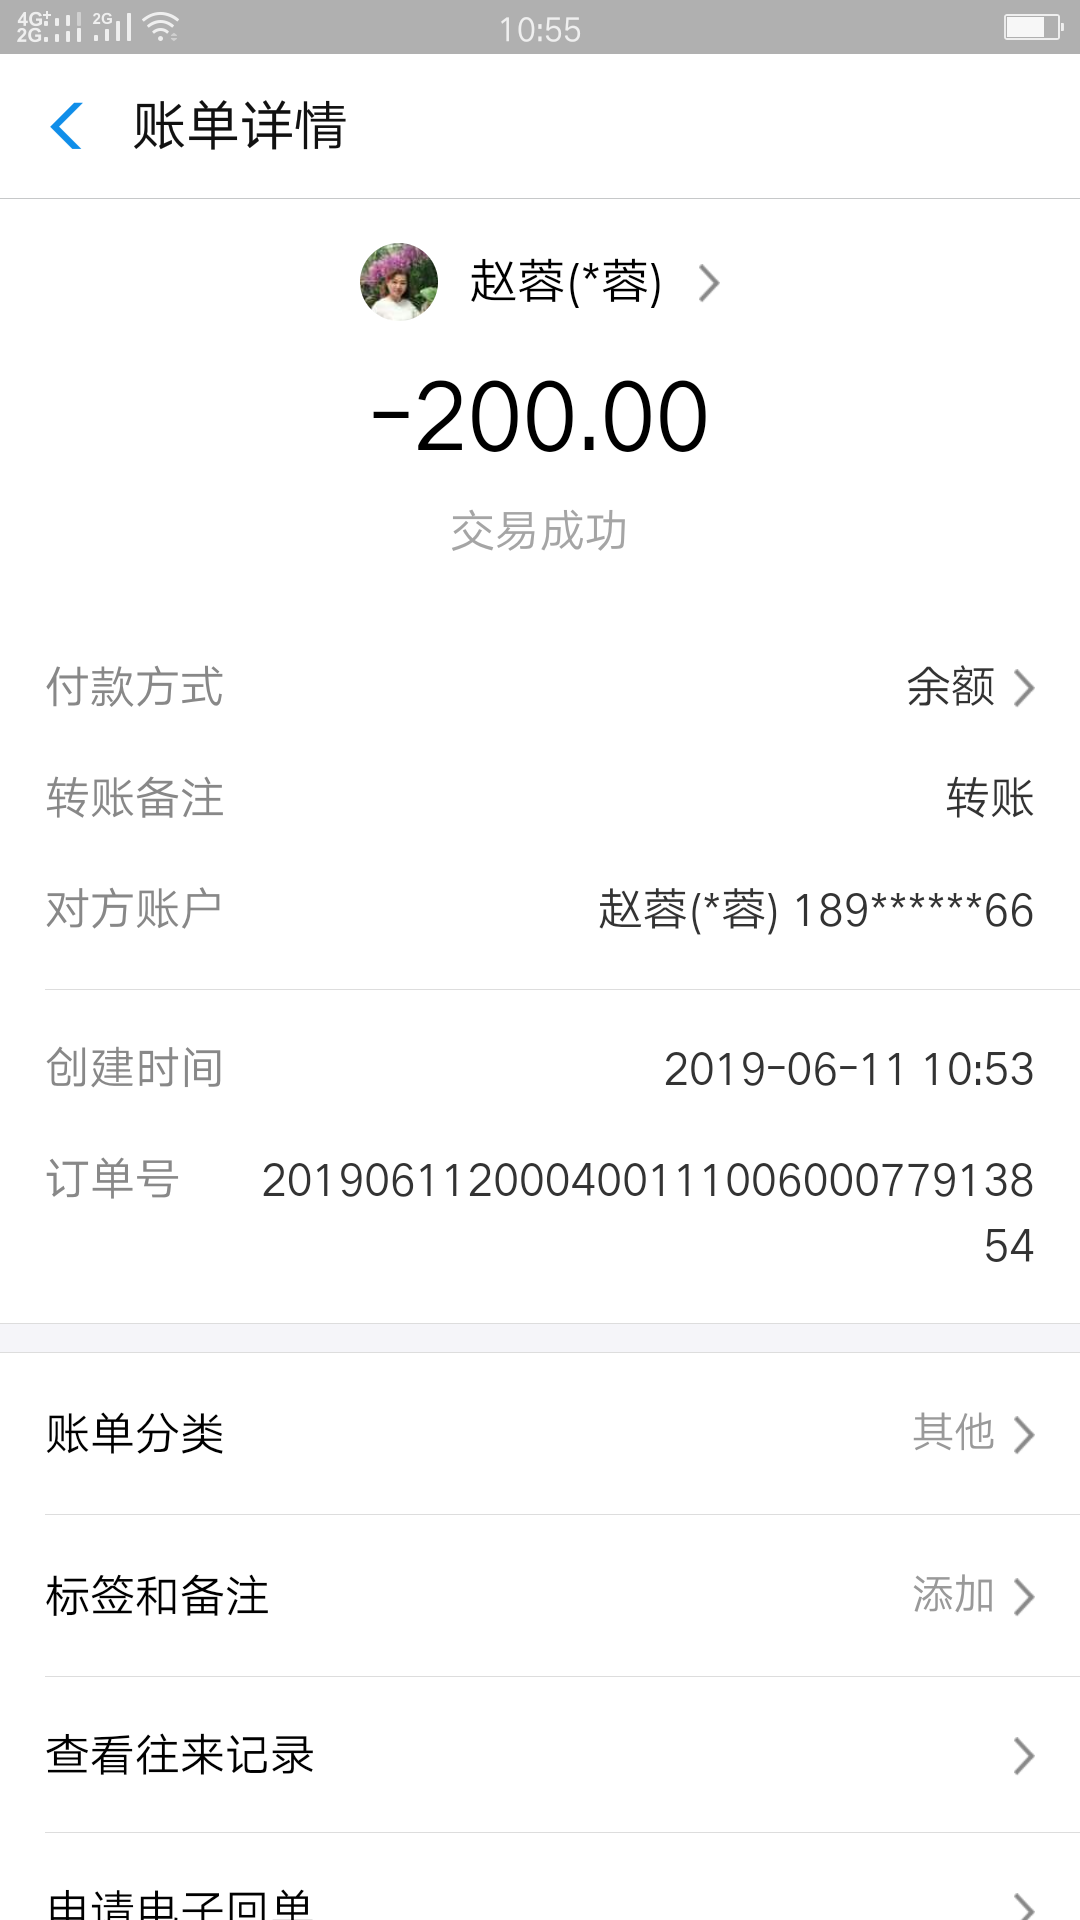 4G+ 2G
2G
10:55
账单详情
赵蓉(*蓉)
-200.00
交易成功
付款方式 余额
转账备注 转账
对方账户 赵蓉(*蓉) 189******66
创建时间 2019-06-11 10:53
订单号 201906112000400111006000779138
54
账单分类 其他
标签和备注 添加
查看往来记录
申请电子回单